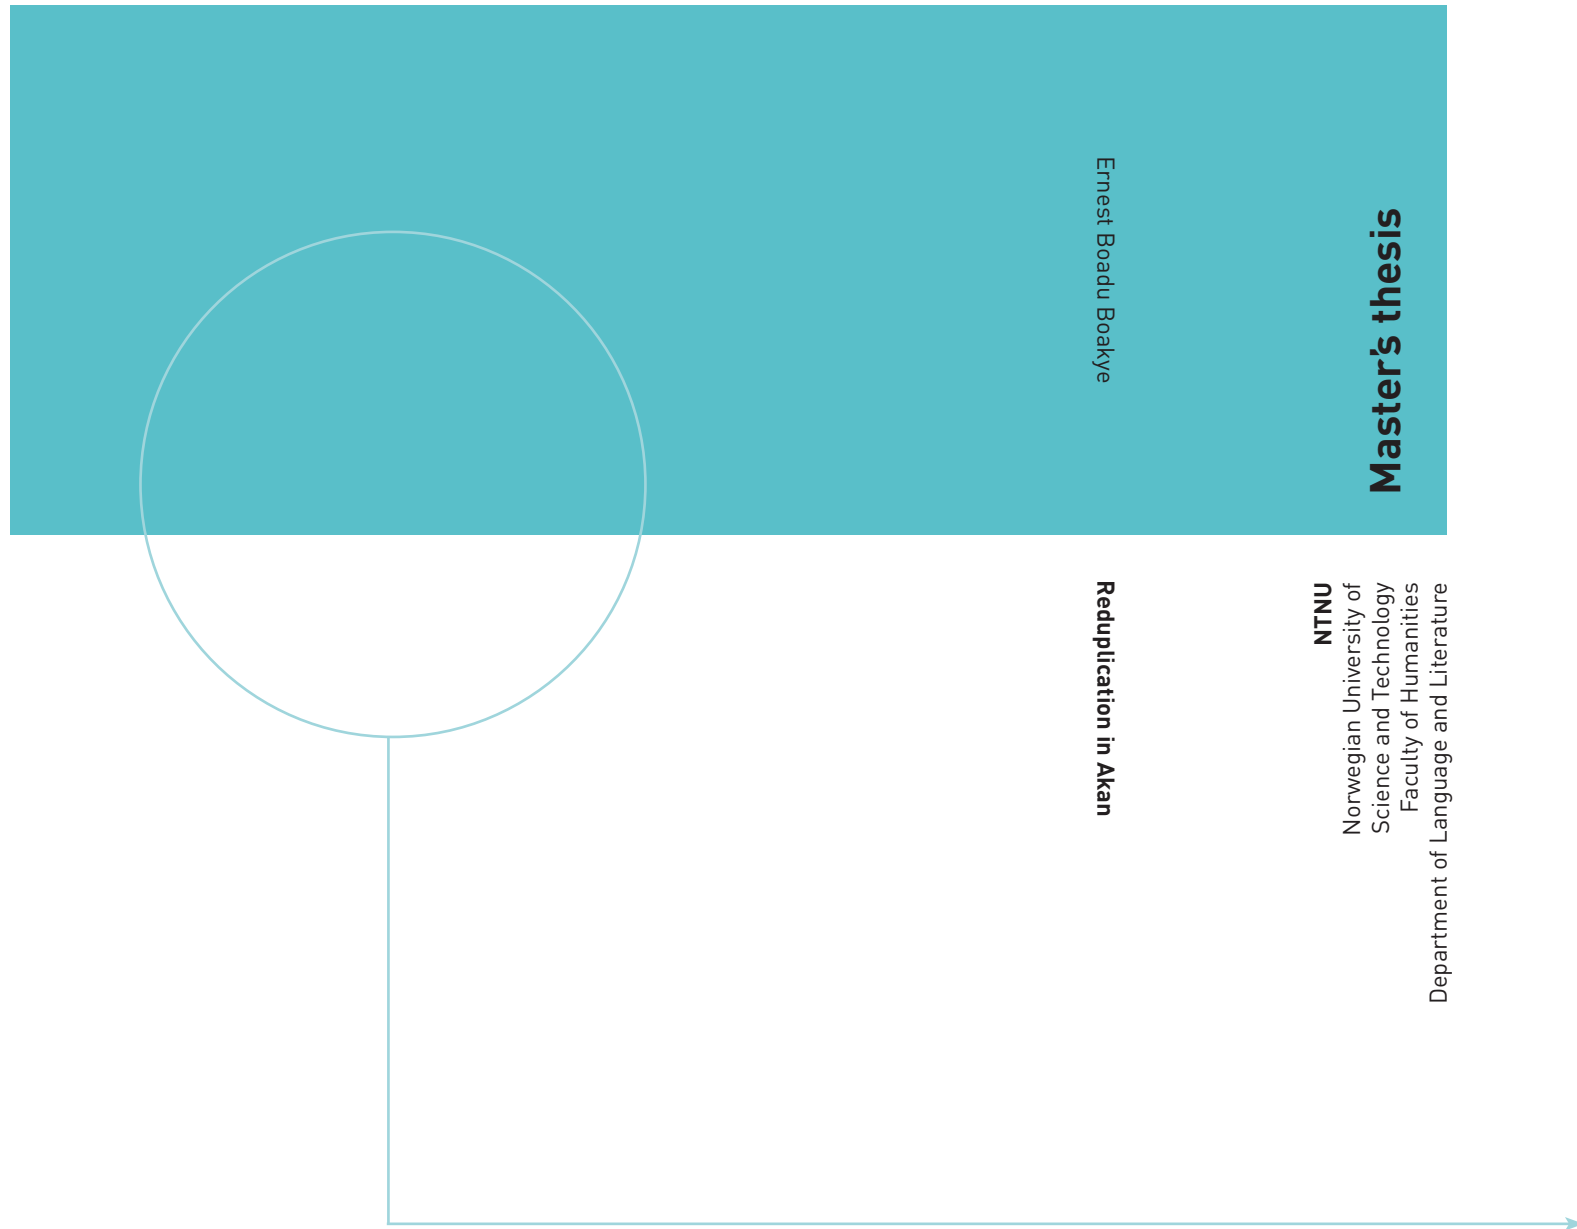 Ernest Boadu Boakye
Reduplication in Akan
Master's thesis
NTNU
Norwegian University of
Science and Technology
Faculty of Humanities
Department of Language and Literature